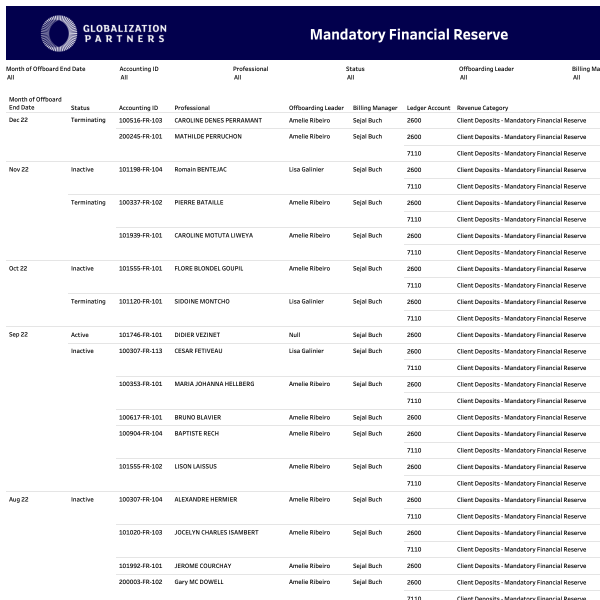 GLOBALIZATION
PARTNERS
Mandatory Financial Reserve
Month of Offboard End Date Accounting ID Professional Status Offboarding Leader Billing Ma
All All All All All All
Month of Offboard
End Date Status Accounting ID Professional Offboarding Leader Billing Manager Ledger Account Revenue Category
Dec 22 Terminating 100516-FR-103 CAROLINE DENES PERRAMANT Amelie Ribeiro Sejal Buch 2600 Client Deposits - Mandatory Financial Reserve
200245-FR-101 MATHILDE PERRUCHON Amelie Ribeiro Sejal Buch 2600 Client Deposits - Mandatory Financial Reserve
7110 Client Deposits - Mandatory Financial Reserve
Nov 22 Inactive 101198-FR-104 Romain BENTEJAC Lisa Galinier Sejal Buch 2600 Client Deposits - Mandatory Financial Reserve
7110 Client Deposits - Mandatory Financial Reserve
Terminating 100337-FR-102 PIERRE BATAILLE Amelie Ribeiro Sejal Buch 2600 Client Deposits - Mandatory Financial Reserve
7110 Client Deposits - Mandatory Financial Reserve
101939-FR-101 CAROLINE MOTUTA LIWEYA Amelie Ribeiro Sejal Buch 2600 Client Deposits - Mandatory Financial Reserve
7110 Client Deposits - Mandatory Financial Reserve
Oct 22 Inactive 101555-FR-101 FLORE BLONDEL GOUPIL Amelie Ribeiro Sejal Buch 2600 Client Deposits - Mandatory Financial Reserve
7110 Client Deposits - Mandatory Financial Reserve
Terminating 101120-FR-101 SIDOINE MONTCHO Lisa Galinier Sejal Buch 2600 Client Deposits - Mandatory Financial Reserve
7110 Client Deposits - Mandatory Financial Reserve
Sep 22 Active 101746-FR-101 DIDIER VEZINET Null Sejal Buch 2600 Client Deposits - Mandatory Financial Reserve
Inactive 100307-FR-113 CESAR FETIVEAU Lisa Galinier Sejal Buch 2600 Client Deposits - Mandatory Financial Reserve
7110 Client Deposits - Mandatory Financial Reserve
100353-FR-101 MARIA JOHANNA HELLBERG Amelie Ribeiro Sejal Buch 2600 Client Deposits - Mandatory Financial Reserve
7110 Client Deposits - Mandatory Financial Reserve
100617-FR-101 BRUNO BLAVIER Amelie Ribeiro Sejal Buch 2600 Client Deposits - Mandatory Financial Reserve
100904-FR-104 BAPTISTE RECH Amelie Ribeiro Sejal Buch 2600 Client Deposits - Mandatory Financial Reserve
7110 Client Deposits - Mandatory Financial Reserve
101555-FR-102 LISON LAISSUS Amelie Ribeiro Sejal Buch 2600 Client Deposits - Mandatory Financial Reserve
7110 Client Deposits - Mandatory Financial Reserve
Aug 22 Inactive 100307-FR-104 ALEXANDRE HERMIER Amelie Ribeiro Sejal Buch 2600 Client Deposits - Mandatory Financial Reserve
7110 Client Deposits - Mandatory Financial Reserve
101020-FR-103 JOCELYN CHARLES ISAMBERT Amelie Ribeiro Sejal Buch 2600 Client Deposits - Mandatory Financial Reserve
7110 Client Deposits - Mandatory Financial Reserve
101992-FR-101 JEROME COURCHAY Amelie Ribeiro Sejal Buch 2600 Client Deposits - Mandatory Financial Reserve
200003-FR-102 Gary MC DOWELL Amelie Ribeiro Sejal Buch 2600 Client Deposits - Mandatory Financial Reserve
7110 Client Deposits - Mandatory Financial Reserve